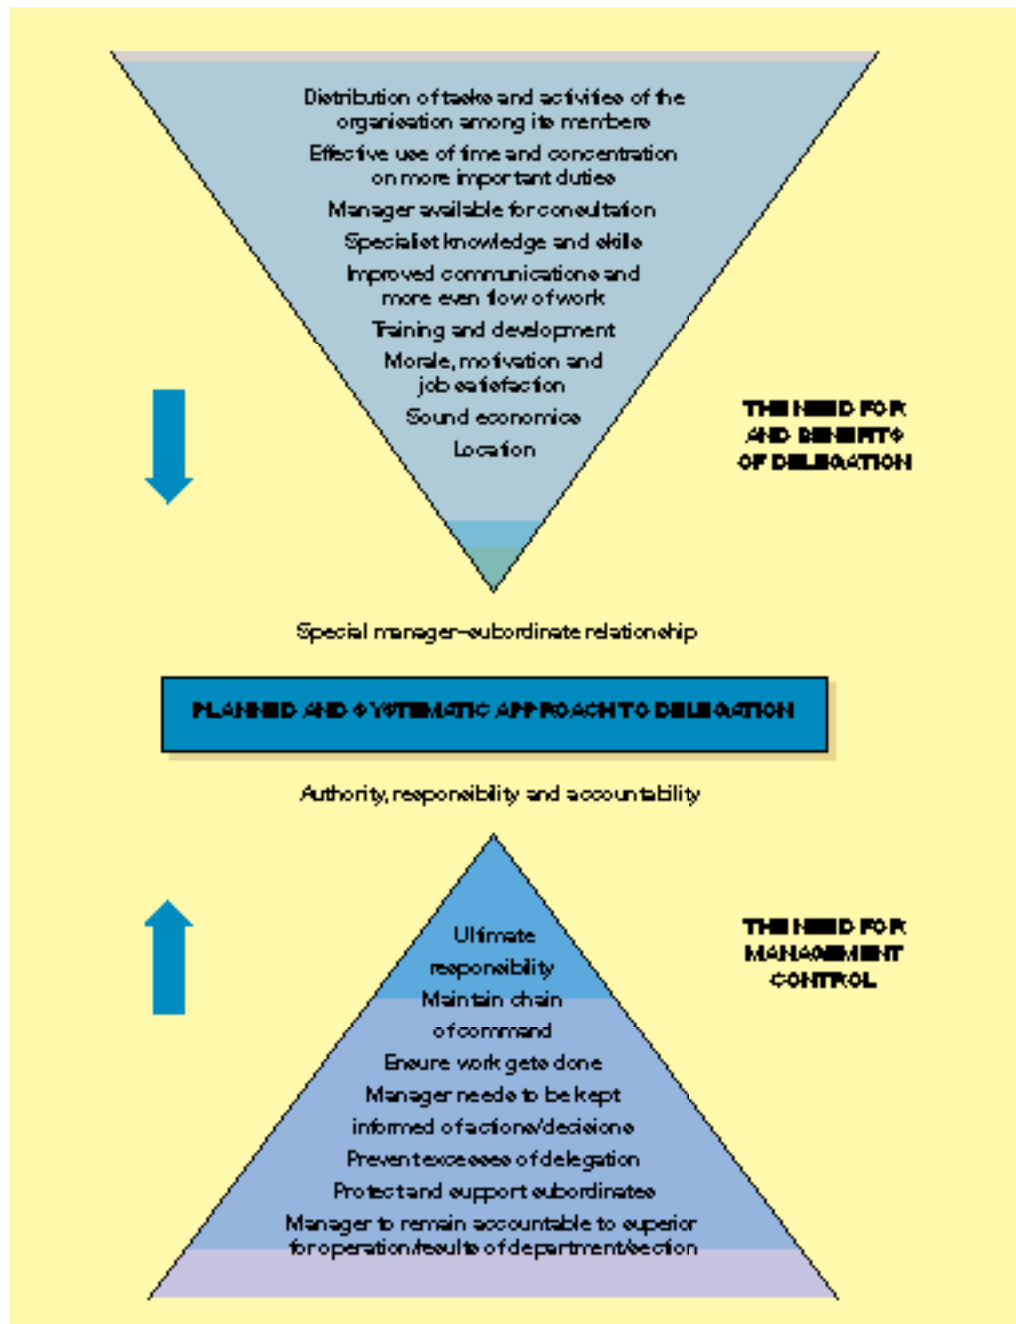 Distribution of tasks and activities of the
organisation among its members
Effective use of time and concentration
on more important duties
Manager available for consultation
Specialist knowledge and skills
Improved communications and
more even flow of work
Training and development
Morale, motivation and
job satisfaction
Sound economics
Location
THE NEED FOR
AND BENEFITS
OF DELEGATION
Special manager–subordinate relationship
PLANNED AND SYSTEMATIC APPROACH TO DELEGATION
Authority, responsibility and accountability
Ultimate
responsibility
Maintain chain
of command
Ensure work gets done
Manager needs to be kept
informed of actions/decisions
Prevent excesses of delegation
Protect and support subordinates
Manager to remain accountable to superior
for operation/results of department/section
THE NEED FOR
MANAGEMENT
CONTROL